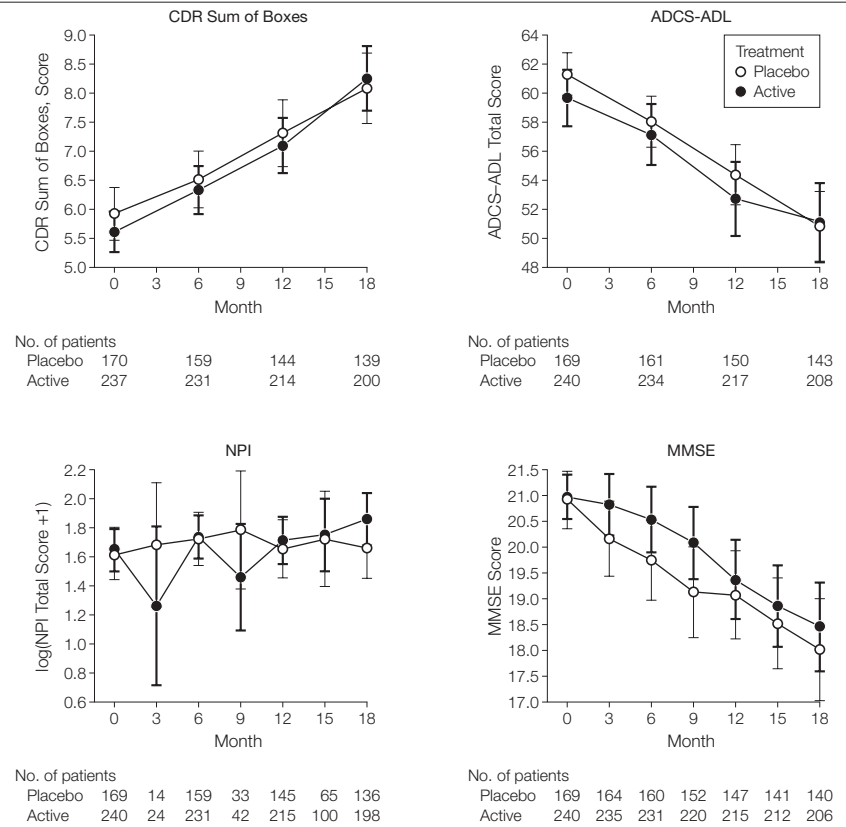 CDR Sum of Boxes
CDR Sum of Boxes, Score
9.0
8.5
8.0
7.5
7.0
6.5
6.0
5.5
5.0
0 3 6 9 12 15 18
Month
No. of patients
Placebo 170 159 144 139
Active 237 231 214 200
ADCS-ADL
ADCS–ADL Total Score
64
62
60
58
56
54
52
50
48
Treatment
Placebo
Active
0 3 6 9 12 15 18
Month
No. of patients
Placebo 169 161 150 143
Active 240 234 217 208
NPI
log(NPI Total Score +1)
2.2
2.0
1.8
1.6
1.4
1.2
1.0
0.8
0.6
0 3 6 9 12 15 18
Month
No. of patients
Placebo 169 14 159 33 145 65 136
Active 240 24 231 42 215 100 198
MMSE
MMSE Score
21.5
21.0
20.5
20.0
19.5
19.0
18.5
18.0
17.5
17.0
0 3 6 9 12 15 18
Month
No. of patients
Placebo 169 164 160 152 147 141 140
Active 240 235 231 220 215 212 206